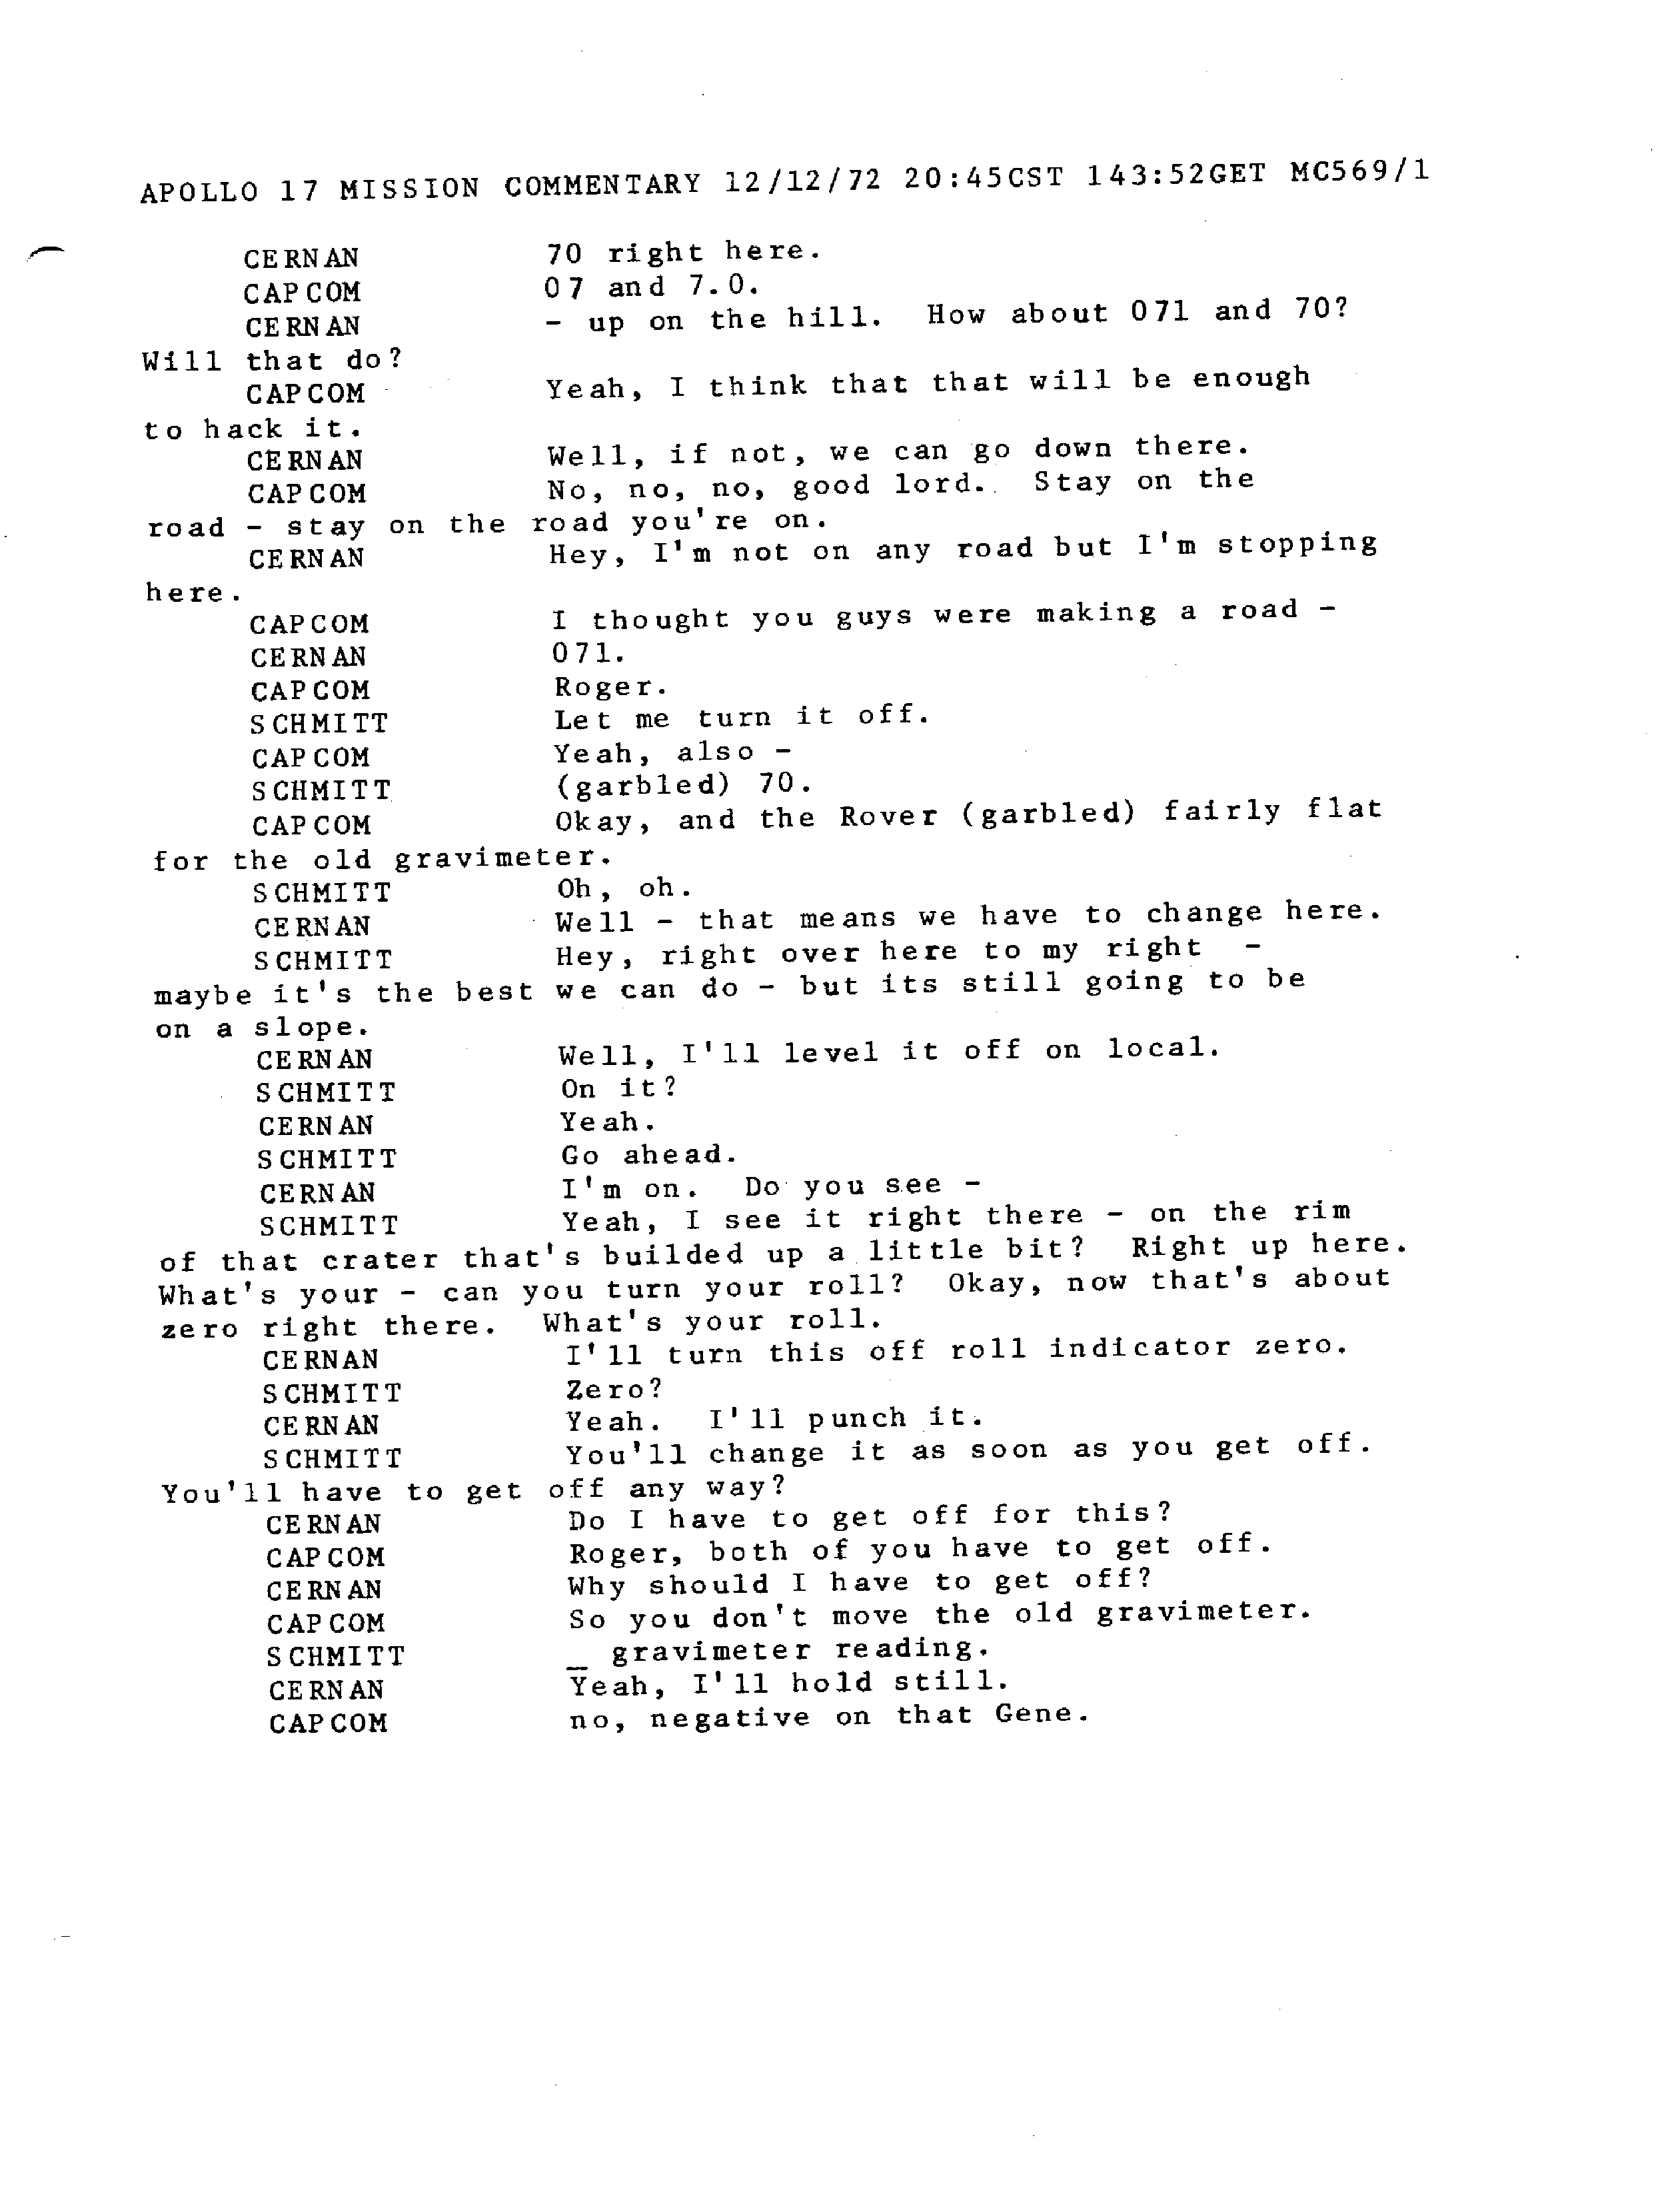 APOLLO 17 MISSION COMMENTARY 12/12/72 20:45CST 143:52GET MC569/1
CERNAN 70 right here.
CAPCOM 07 and 7.0.
CERNAN - up on the hill. How about 071 and 70?
Will that do?
CAPCOM Yeah, I think that that will be enough
to hack it.
CERNAN Well, if not, we can go down there.
CAPCOM No, no, no, good lord. Stay on the
road - stay on the road you're on.
CERNAN Hey, I'm not on any road but I'm stopping
here.
CAPCOM I thought you guys were making a road -
CERNAN 071.
CAPCOM Roger.
SCHMITT Let me turn it off.
CAPCOM Yeah, also -
SCHMITT (garbled) 70.
CAPCOM Okay, and the Rover (garbled) fairly flat
for the old gravimeter.
SCHMITT Oh, oh.
CERNAN Well - that means we have to change here.
SCHMITT Hey, right over here to my right -
maybe it's the best we can do - but its still going to be
on a slope.
CERNAN Well, I'll level it off on local.
SCHMITT On it?
CERNAN Yeah.
SCHMITT Go ahead.
CERNAN I'm on. Do you see -
SCHMITT Yeah, I see it right there - on the rim
of that crater that's builded up a little bit? Right up here.
What's your - can you turn your roll? Okay, now that's about
zero right there. What's your roll.
CERNAN I'll turn this off roll indicator zero.
SCHMITT Zero?
CERNAN Yeah. I'll punch it.
SCHMITT You'll change it as soon as you get off.
You'll have to get off any way?
CERNAN Do I have to get off for this?
CAPCOM Roger, both of you have to get off.
CERNAN Why should I have to get off?
CAPCOM So you don't move the old gravimeter.
SCHMITT _ gravimeter reading.
CERNAN Yeah, I'll hold still.
CAPCOM no, negative on that Gene.